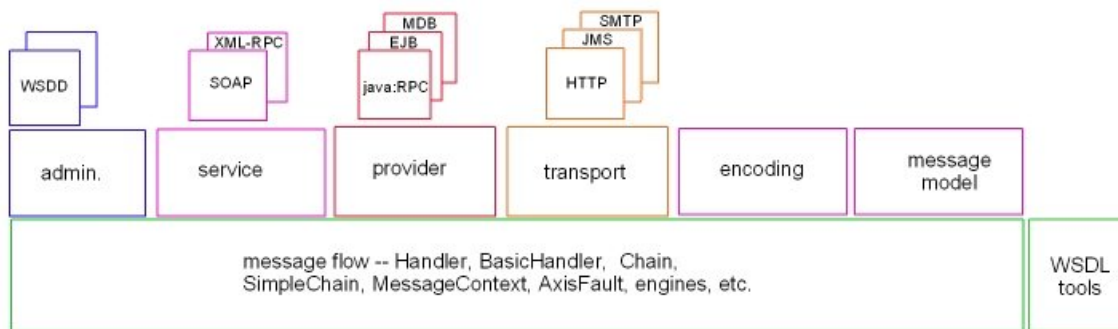 MDB
SMTP
XML-RPC
EJB
JMS
WSDD
SOAP
java:RPC
HTTP
admin.
service
provider
transport
encoding
message
model
message flow -- Handler, BasicHandler, Chain,
SimpleChain, MessageContext, AxisFault, engines, etc.
WSDL
tools